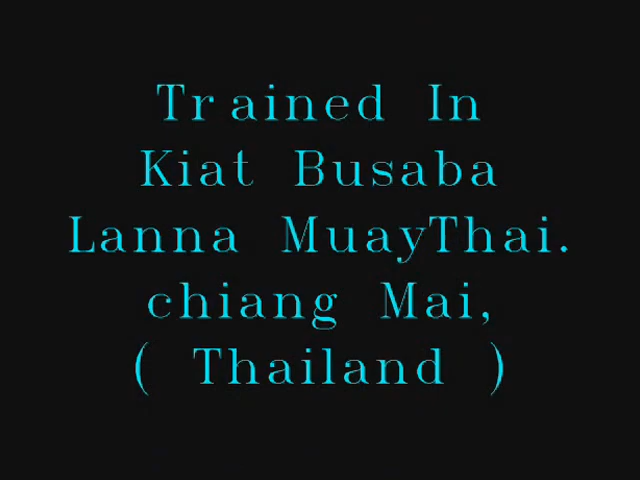 Trained In
Kiat Busaba
Lanna MuayThai.
chiang Mai,
( Thailand )